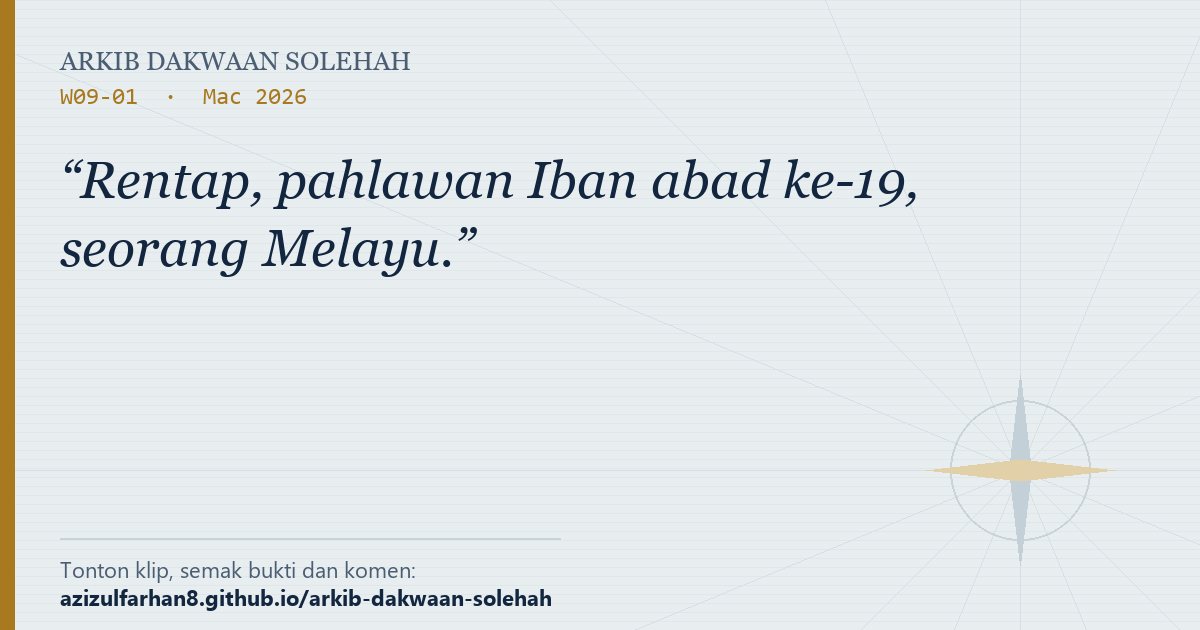 ARKIB DAKWAAN SOLEHAH
W09-01 · Mac 2026
“Rentap, pahlawan Iban abad ke-19,
seorang Melayu.”
Tonton klip, semak bukti dan komen:
azizulfarhan8.github.io/arkib-dakwaan-solehah